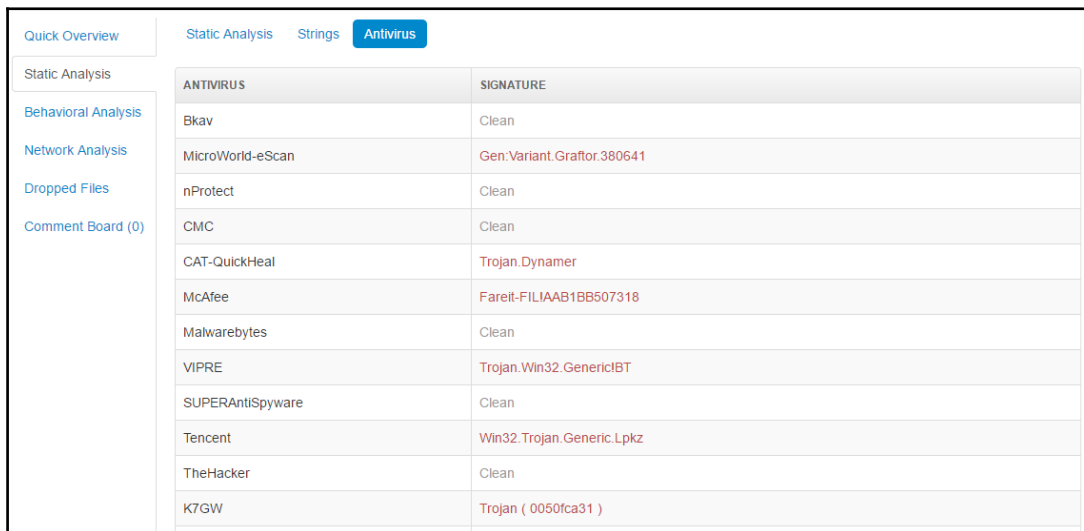 Quick Overview
Static Analysis
Behavioral Analysis
Network Analysis
Dropped Files
Comment Board (0)
Static Analysis Strings Antivirus
ANTIVIRUS SIGNATURE
Bkav Clean
MicroWorld-eScan Gen:Variant.Graftor.380641
nProtect Clean
CMC Clean
CAT-QuickHeal Trojan.Dynamer
McAfee Fareit-FIL!AAB1BB507318
Malwarebytes Clean
VIPRE Trojan.Win32.Generic!BT
SUPERAntiSpyware Clean
Tencent Win32.Trojan.Generic.Lpkz
TheHacker Clean
K7GW Trojan ( 0050fca31 )